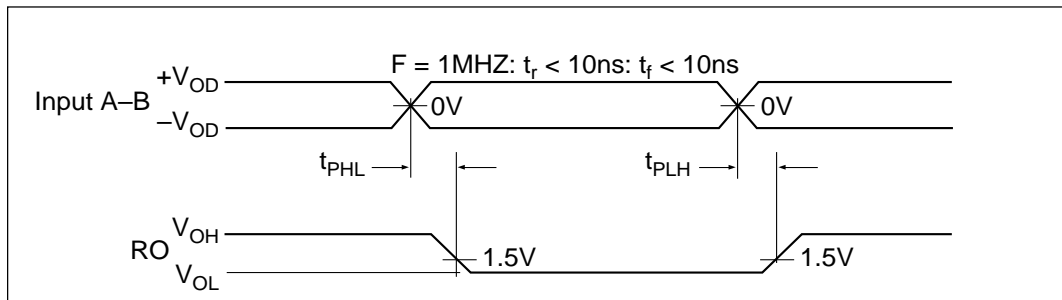 F = 1MHZ: tr < 10ns: tf < 10ns
+VOD
Input A–B
0V
0V
–VOD
tPHL
tPLH
VOH
RO
1.5V
1.5V
VOL